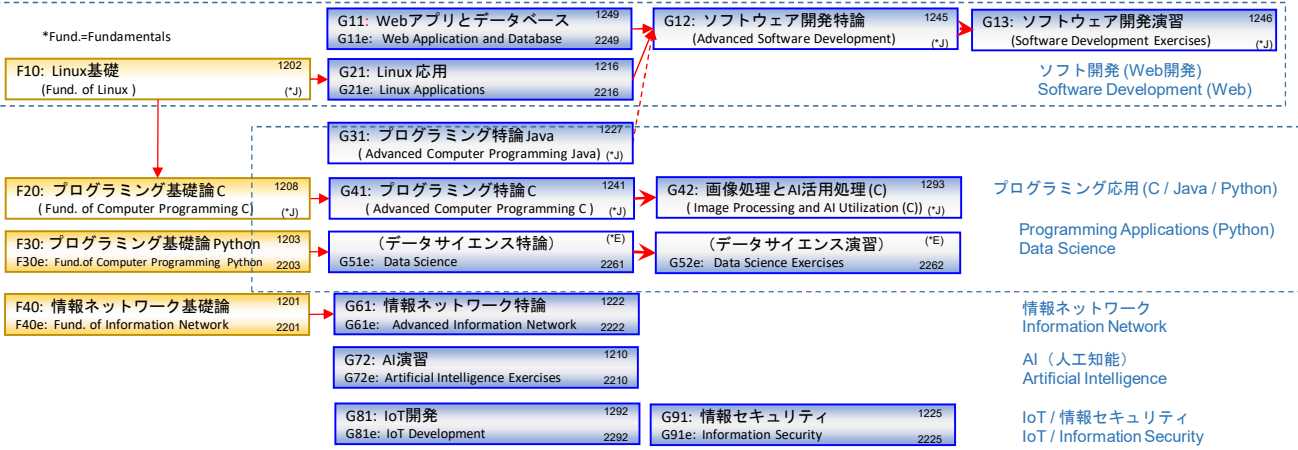 *Fund.=Fundamentals
G11: Webアプリとデータベース 1249
G11e: Web Application and Database 2249
G12: ソフトウェア開発特論 1245
(Advanced Software Development) (*J)
G13: ソフトウェア開発演習 1246
(Software Development Exercises) (*J)
F10: Linux基礎 1202
(Fund. of Linux ) (*J)
G21: Linux 応用 1216
G21e: Linux Applications 2216
ソフト開発 (Web開発)
Software Development (Web)
G31: プログラミング特論Java 1227
( Advanced Computer Programming Java) (*J)
F20: プログラミング基礎論C 1208
( Fund. of Computer Programming C) (*J)
G41: プログラミング特論C 1241
( Advanced Computer Programming C ) (*J)
G42: 画像処理とAI活用処理(C) 1293
( Image Processing and AI Utilization (C)) (*J)
プログラミング応用 (C / Java / Python)
Programming Applications (Python)
Data Science
F30: プログラミング基礎論Python 1203
F30e: Fund.of Computer Programming Python 2203
（データサイエンス特論） (*E)
G51e: Data Science 2261
（データサイエンス演習） (*E)
G52e: Data Science Exercises 2262
F40: 情報ネットワーク基礎論 1201
F40e: Fund. of Information Network 2201
G61: 情報ネットワーク特論 1222
G61e: Advanced Information Network 2222
情報ネットワーク
Information Network
G72: AI演習 1210
G72e: Artificial Intelligence Exercises 2210
AI（人工知能）
Artificial Intelligence
G81: IoT開発 1292
G81e: IoT Development 2292
G91: 情報セキュリティ 1225
G91e: Information Security 2225
IoT / 情報セキュリティ
IoT / Information Security